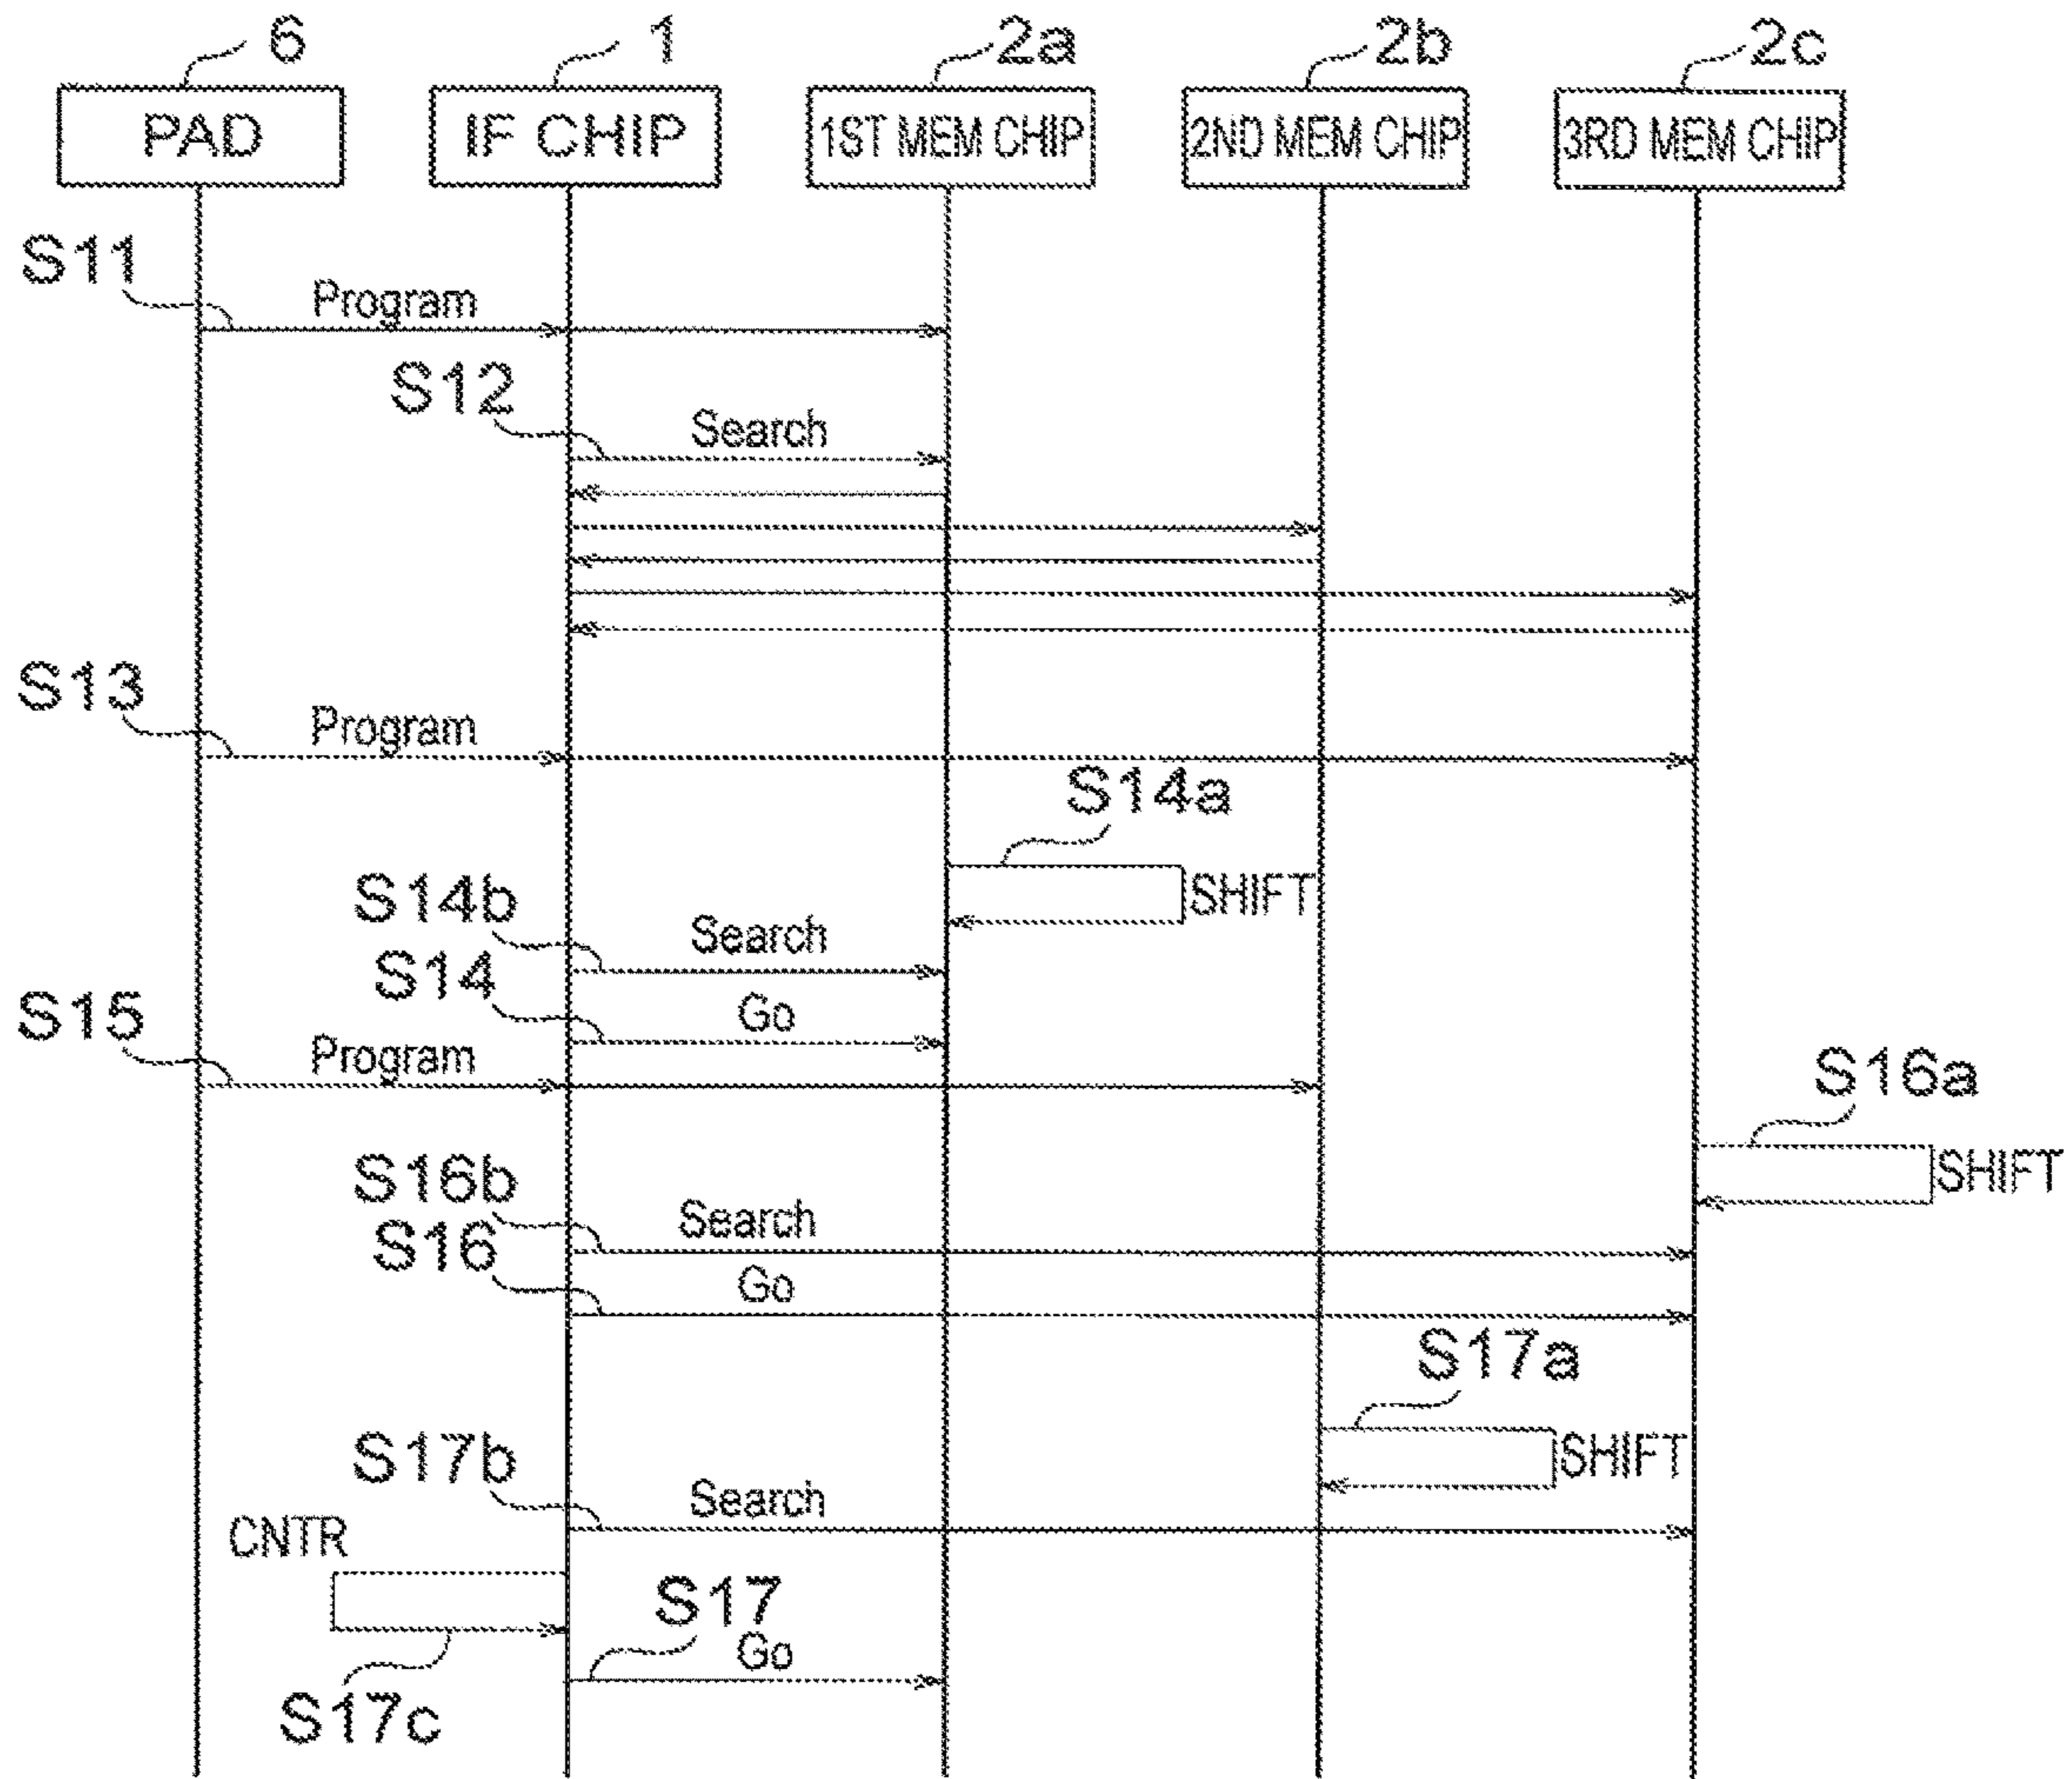 6 1 2a 2b 2c
PAD IF CHIP 1ST MEM CHIP 2ND MEM CHIP 3RD MEM CHIP
S11
Program
S12
Search
S13
Program
S14a
SHIFT
S14b
Search
S14
Go
S15
Program
S16a
SHIFT
S16b
Search
S16
Go
S17a
SHIFT
S17b
Search
CNTR
S17
Go
S17c